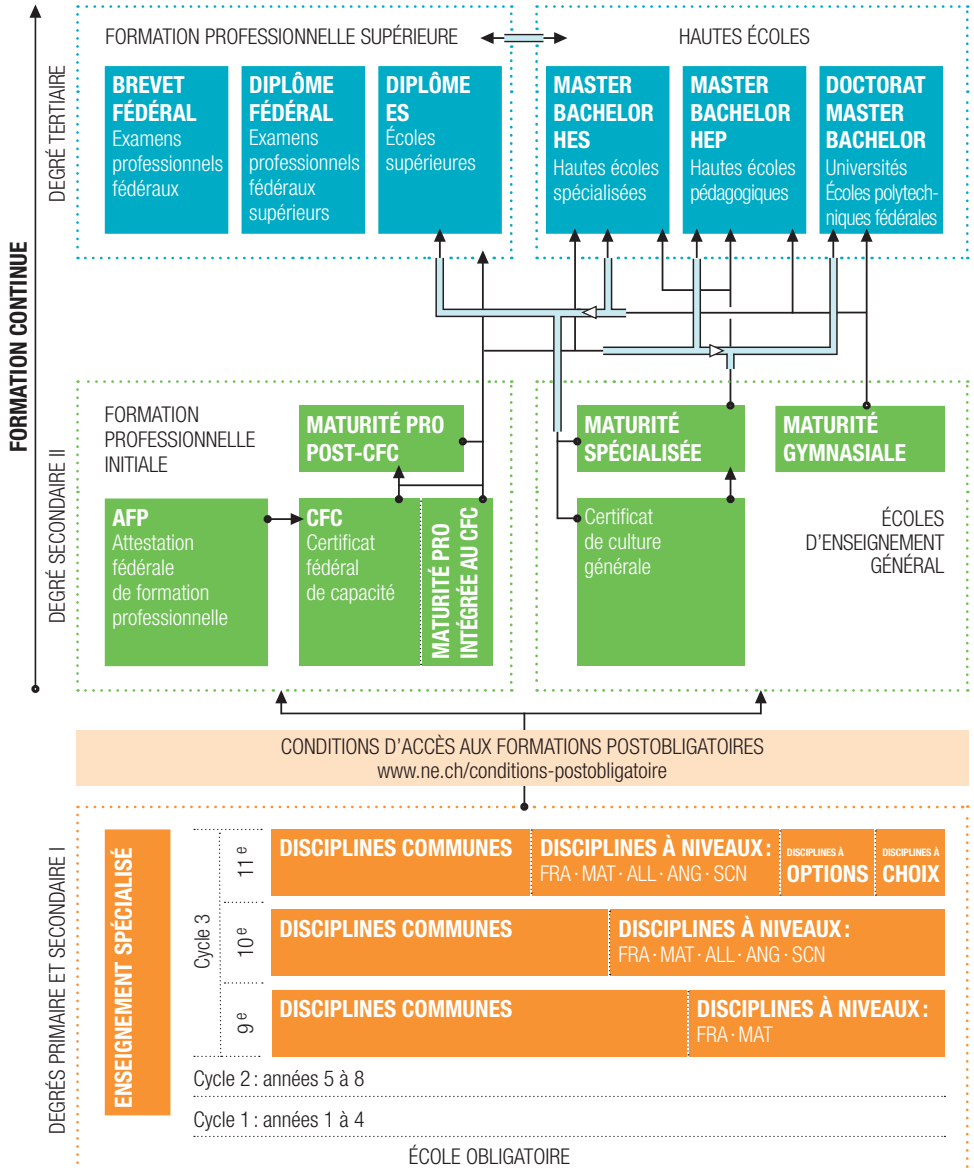 FORMATION CONTINUE
DEGRÉ TERTIAIRE
FORMATION PROFESSIONNELLE SUPÉRIEURE
BREVET
FÉDÉRAL
Examens
professionnels
fédéraux
DIPLÔME
FÉDÉRAL
Examens
professionnels
fédéraux
supérieurs
DIPLÔME
ES
Écoles
supérieures
HAUTES ÉCOLES
MASTER
BACHELOR
HES
Hautes écoles
spécialisées
MASTER
BACHELOR
HEP
Hautes écoles
pédagogiques
DOCTORAT
MASTER
BACHELOR
Universités
Écoles polytech-
niques fédérales
DEGRÉ SECONDAIRE II
FORMATION
PROFESSIONNELLE
INITIALE
MATURITÉ PRO
POST-CFC
AFP
Attestation
fédérale
de formation
professionnelle
CFC
Certificat
fédéral
de capacité
MATURITÉ PRO
INTÉGRÉE AU CFC
MATURITÉ
SPÉCIALISÉE
MATURITÉ
GYMNASIALE
Certificat
de culture
générale
ÉCOLES
D'ENSEIGNEMENT
GÉNÉRAL
CONDITIONS D'ACCÈS AUX FORMATIONS POSTOBLIGATOIRES
www.ne.ch/conditions-postobligatoire
DEGRÉS PRIMAIRE ET SECONDAIRE I
ENSEIGNEMENT SPÉCIALISÉ
Cycle 3
11e
DISCIPLINES COMMUNES
DISCIPLINES À NIVEAUX :
FRA · MAT · ALL · ANG · SCN
DISCIPLINES À
OPTIONS
DISCIPLINES À
CHOIX
10e
DISCIPLINES COMMUNES
DISCIPLINES À NIVEAUX :
FRA · MAT · ALL · ANG · SCN
9e
DISCIPLINES COMMUNES
DISCIPLINES À NIVEAUX :
FRA · MAT
Cycle 2 : années 5 à 8
Cycle 1 : années 1 à 4
ÉCOLE OBLIGATOIRE